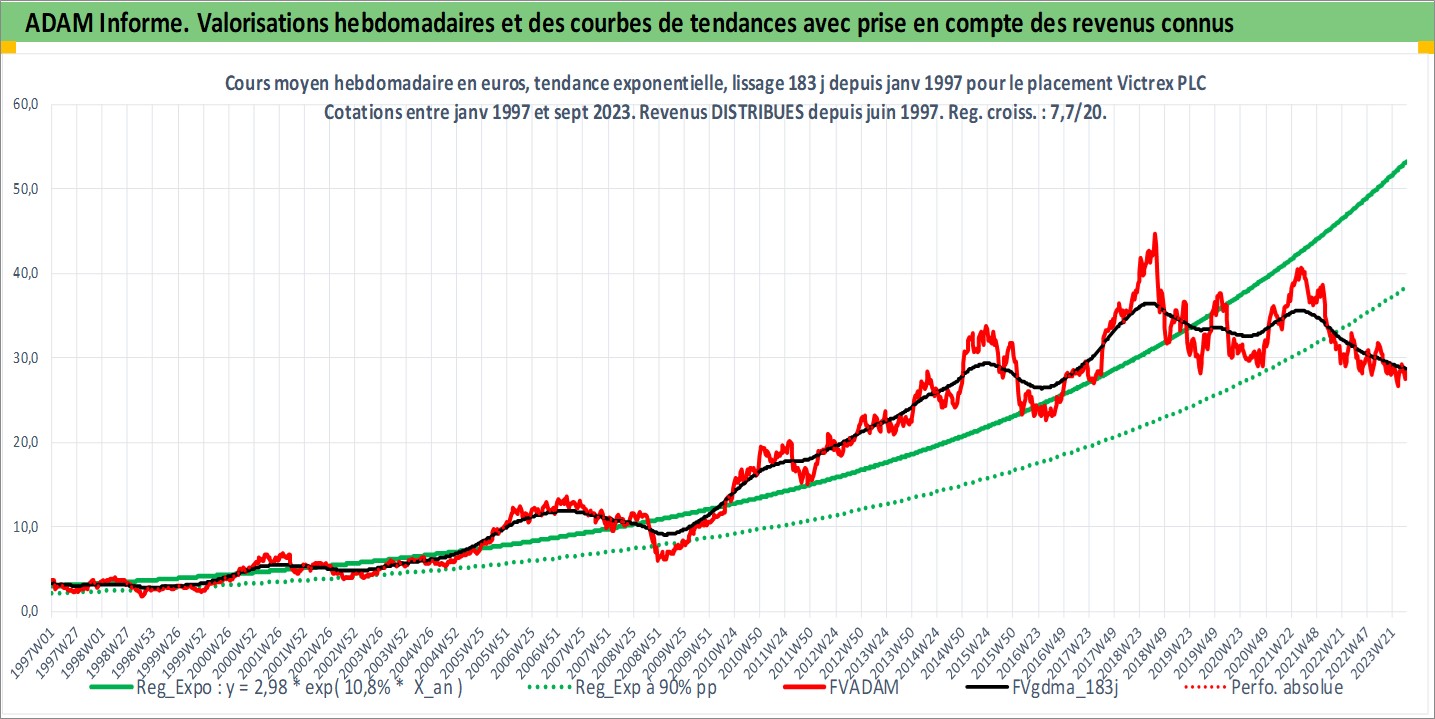 ADAM Informe. Valorisations hebdomadaires et des courbes de tendances avec prise en compte des revenus connus
Cours moyen hebdomadaire en euros, tendance exponentielle, lissage 183 j depuis janv 1997 pour le placement Victrex PLC
Cotations entre janv 1997 et sept 2023. Revenus DISTRIBUES depuis juin 1997. Reg. croiss. : 7,7/20.
60,0
50,0
40,0
30,0
20,0
10,0
0,0
1997W01
1997W27
1998W01
1998W27
1998W53
1999W26
1999W52
2000W26
2000W52
2001W26
2001W52
2002W26
2002W52
2003W26
2003W52
2004W26
2004W52
2005W25
2005W51
2006W25
2006W51
2007W25
2007W51
2008W25
2008W51
2009W25
2009W51
2010W24
2010W50
2011W24
2011W50
2012W24
2012W50
2013W24
2013W50
2014W24
2014W50
2015W24
2015W50
2016W23
2016W49
2017W23
2017W49
2018W23
2018W49
2019W23
2019W49
2020W23
2020W49
2021W22
2021W48
2022W21
2022W47
2023W21
Reg_Expo : y = 2,98 * exp( 10,8% * X_an )
Reg_Exp à 90% pp
FVADAM
FVgdma_183j
Perfo. absolue